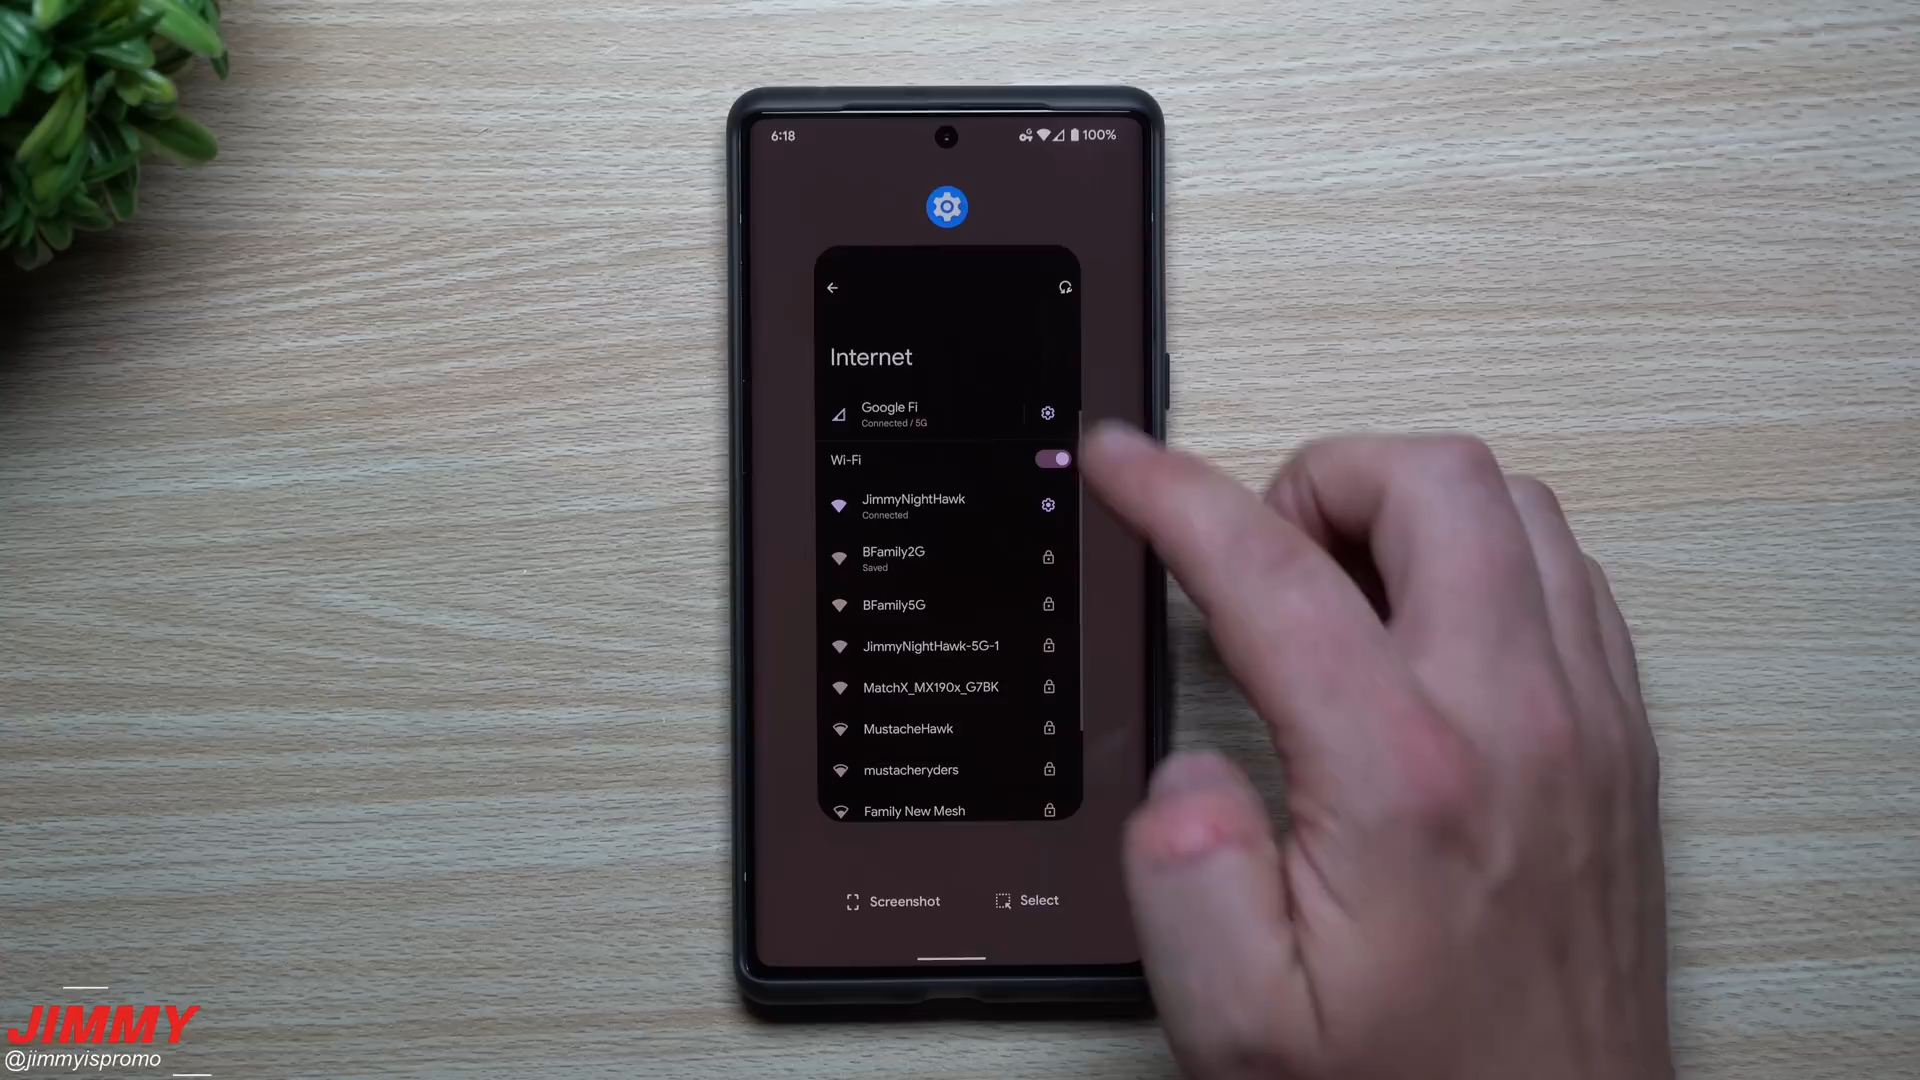 6:18
100%
Internet
Google Fi
Connected / 5G
Wi-Fi
JimmyNightHawk
Connected
BFamily2G
Saved
BFamily5G
JimmyNightHawk-5G-1
MatchX_MX190x_G7BK
MustacheHawk
mustacheryders
Family New Mesh
Screenshot
Select
JIMMY
@jimmyispromo